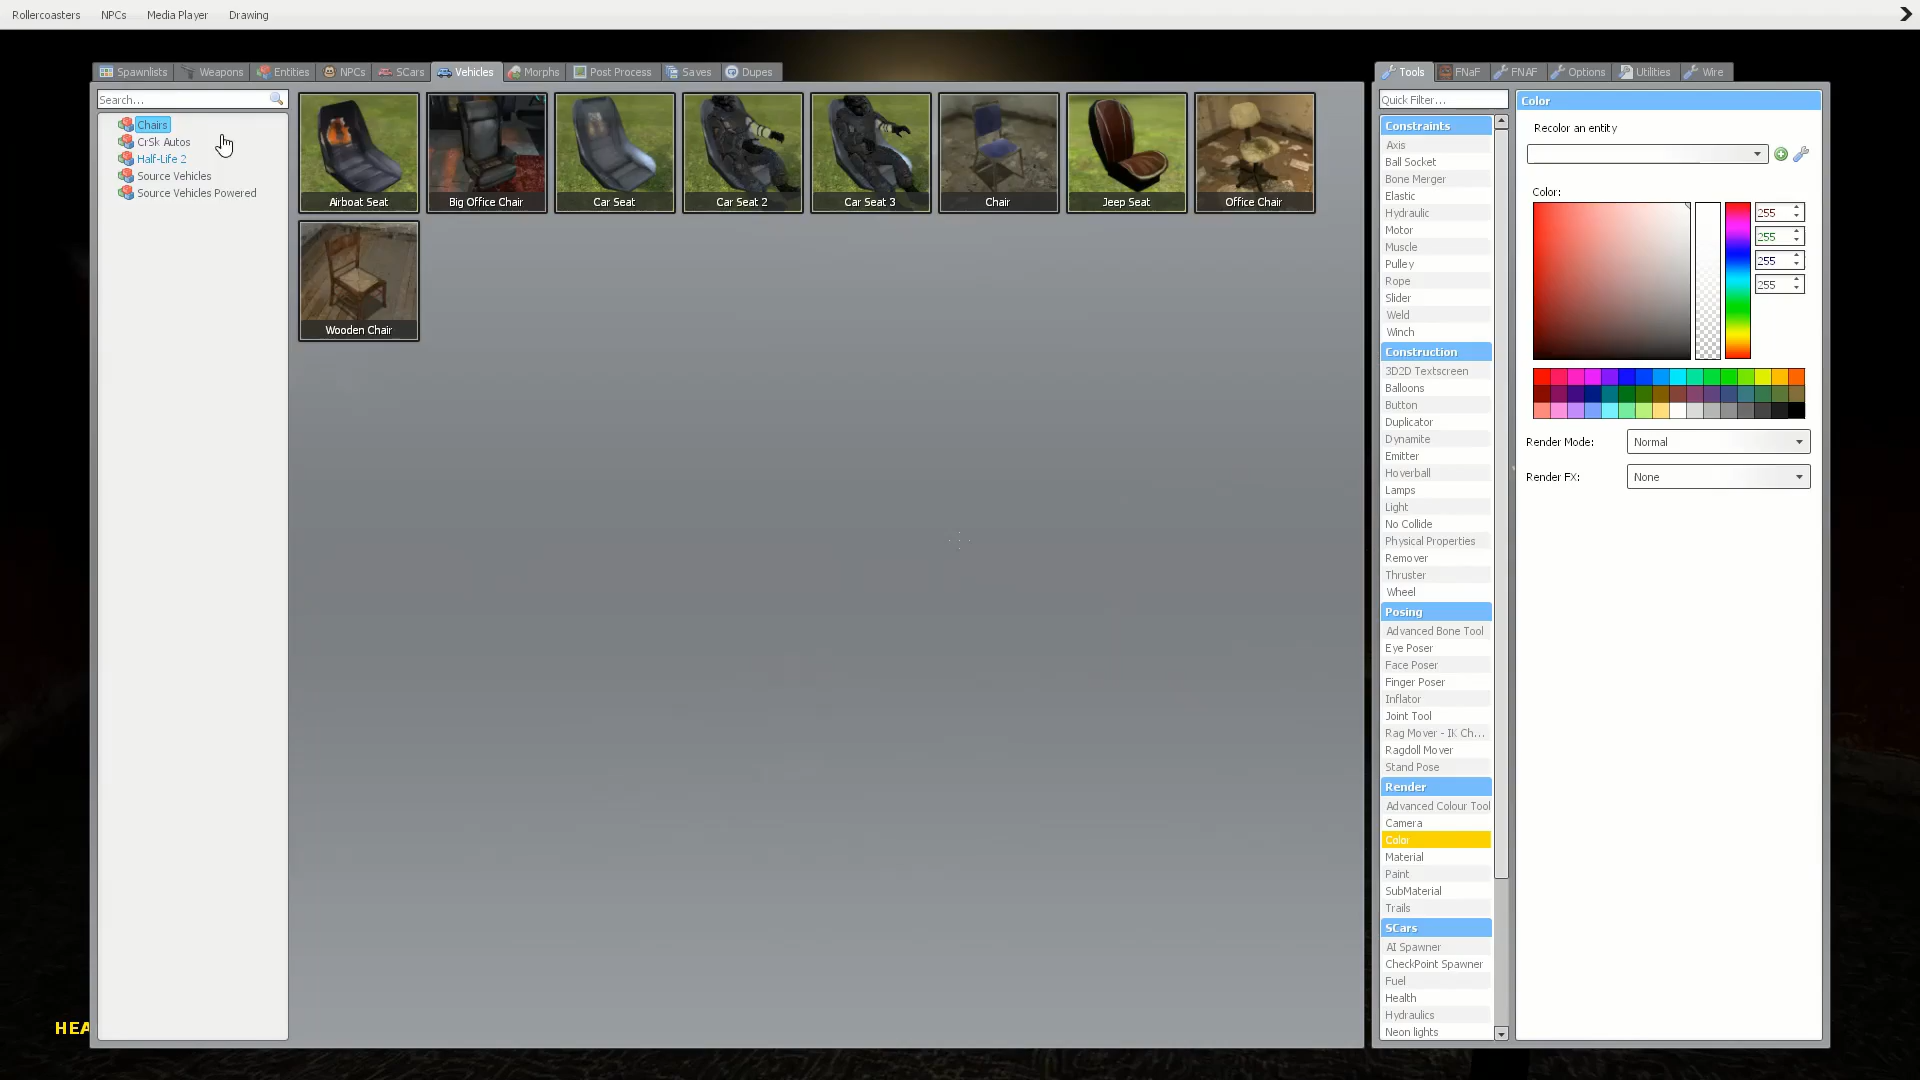 Rollercoasters NPCs Media Player Drawing
Spawnlists Weapons Entities NPCs SCars Vehicles Morphs Post Process Saves Dupes
Search...
Chairs
CrSk Autos
Half-Life 2
Source Vehicles
Source Vehicles Powered
Airboat Seat Big Office Chair Car Seat Car Seat 2 Car Seat 3 Chair Jeep Seat Office Chair
Wooden Chair
HEA
Tools FNaF FNAF Options Utilities Wire
Quick Filter...
Constraints
Axis
Ball Socket
Bone Merger
Elastic
Hydraulic
Motor
Muscle
Pulley
Rope
Slider
Weld
Winch
Construction
3D2D Textscreen
Balloons
Button
Duplicator
Dynamite
Emitter
Hoverball
Lamps
Light
No Collide
Physical Properties
Remover
Thruster
Wheel
Posing
Advanced Bone Tool
Eye Poser
Face Poser
Finger Poser
Inflator
Joint Tool
Rag Mover - IK Ch...
Ragdoll Mover
Stand Pose
Render
Advanced Colour Tool
Camera
Color
Material
Paint
SubMaterial
Trails
SCars
AI Spawner
CheckPoint Spawner
Fuel
Health
Hydraulics
Neon lights
Color
Recolor an entity
Color:
255
255
255
255
Render Mode: Normal
Render FX: None